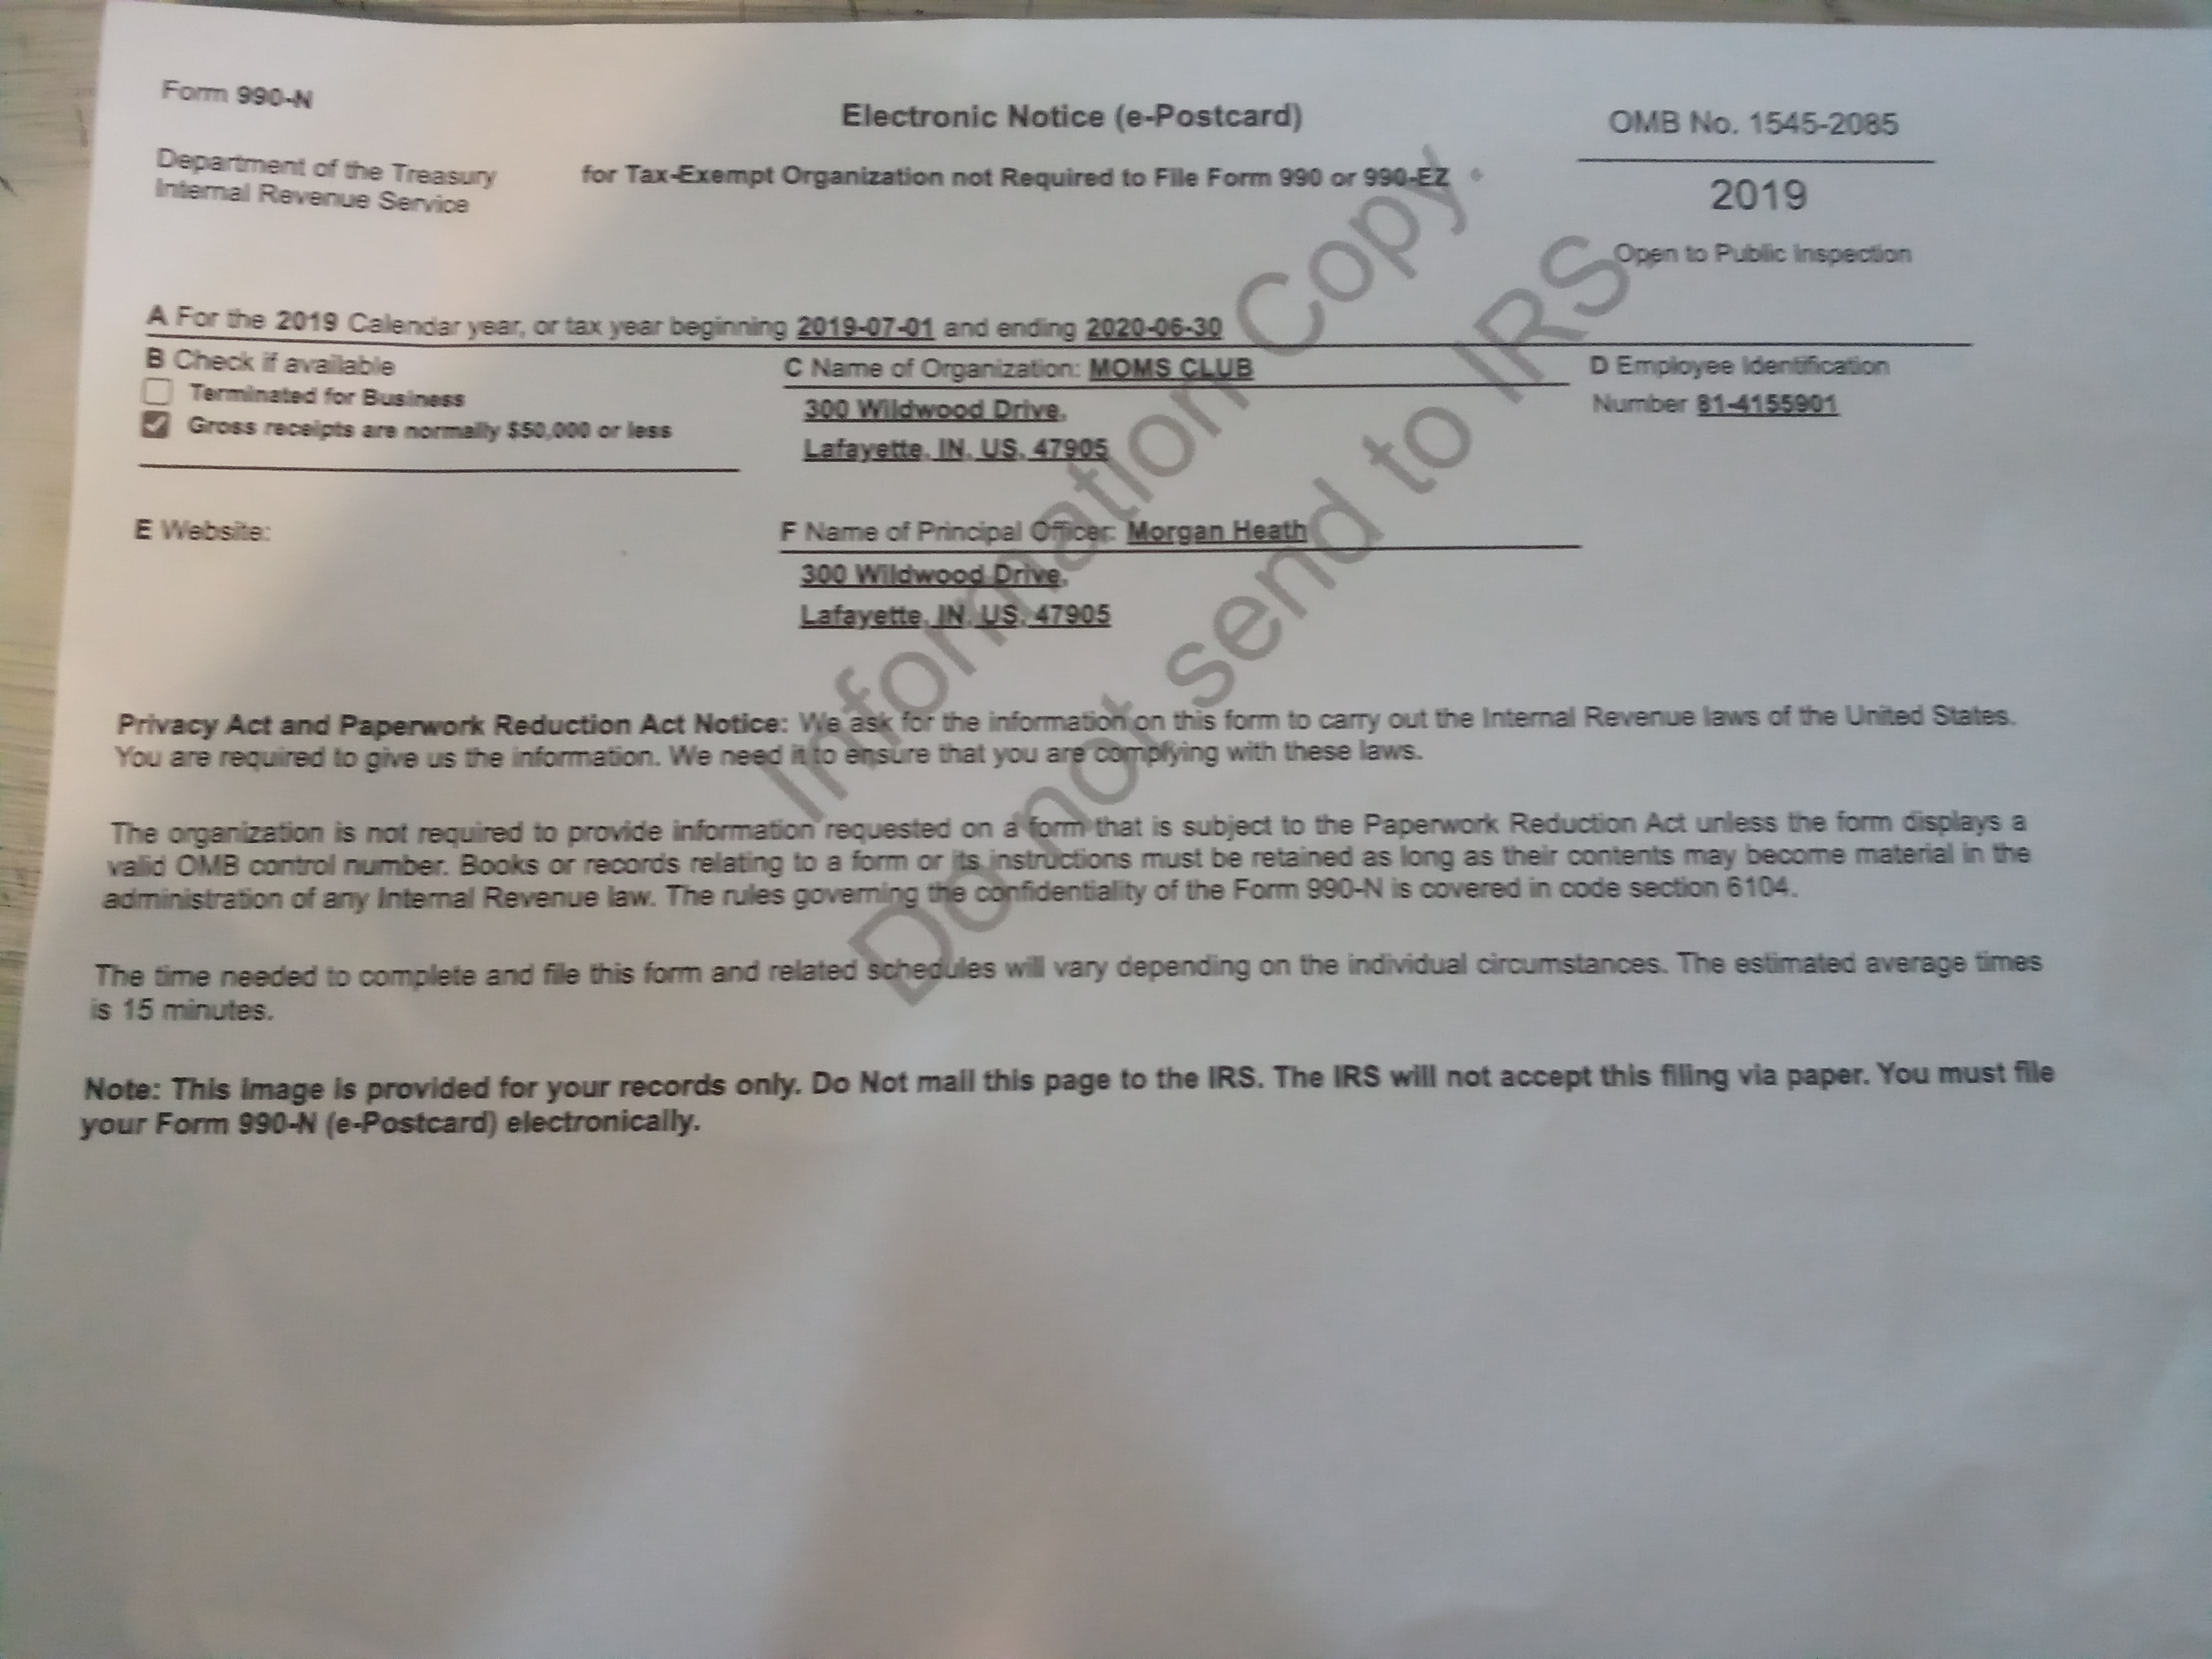 Form 990-N
Department of the Treasury
Internal Revenue Service
Electronic Notice (e-Postcard)
for Tax-Exempt Organization not Required to File Form 990 or 990-EZ
OMB No. 1545-2085
2019
Open to Public Inspection
A For the 2019 Calendar year, or tax year beginning 2019-07-01 and ending 2020-06-30
B Check if available
Terminated for Business
Gross receipts are normally $50,000 or less
C Name of Organization: MOMS CLUB
300 Wildwood Drive,
Lafayette, IN, US, 47905
D Employee Identification
Number 81-4155901
E Website:
F Name of Principal Officer: Morgan Heath
300 Wildwood Drive,
Lafayette, IN, US, 47905
Privacy Act and Paperwork Reduction Act Notice: We ask for the information on this form to carry out the Internal Revenue laws of the United States.
You are required to give us the information. We need it to ensure that you are complying with these laws.
The organization is not required to provide information requested on a form that is subject to the Paperwork Reduction Act unless the form displays a
valid OMB control number. Books or records relating to a form or its instructions must be retained as long as their contents may become material in the
administration of any Internal Revenue law. The rules governing the confidentiality of the Form 990-N is covered in code section 6104.
The time needed to complete and file this form and related schedules will vary depending on the individual circumstances. The estimated average times
is 15 minutes.
Note: This image is provided for your records only. Do Not mail this page to the IRS. The IRS will not accept this filing via paper. You must file
your Form 990-N (e-Postcard) electronically.
Information Copy
Do not send to IRS